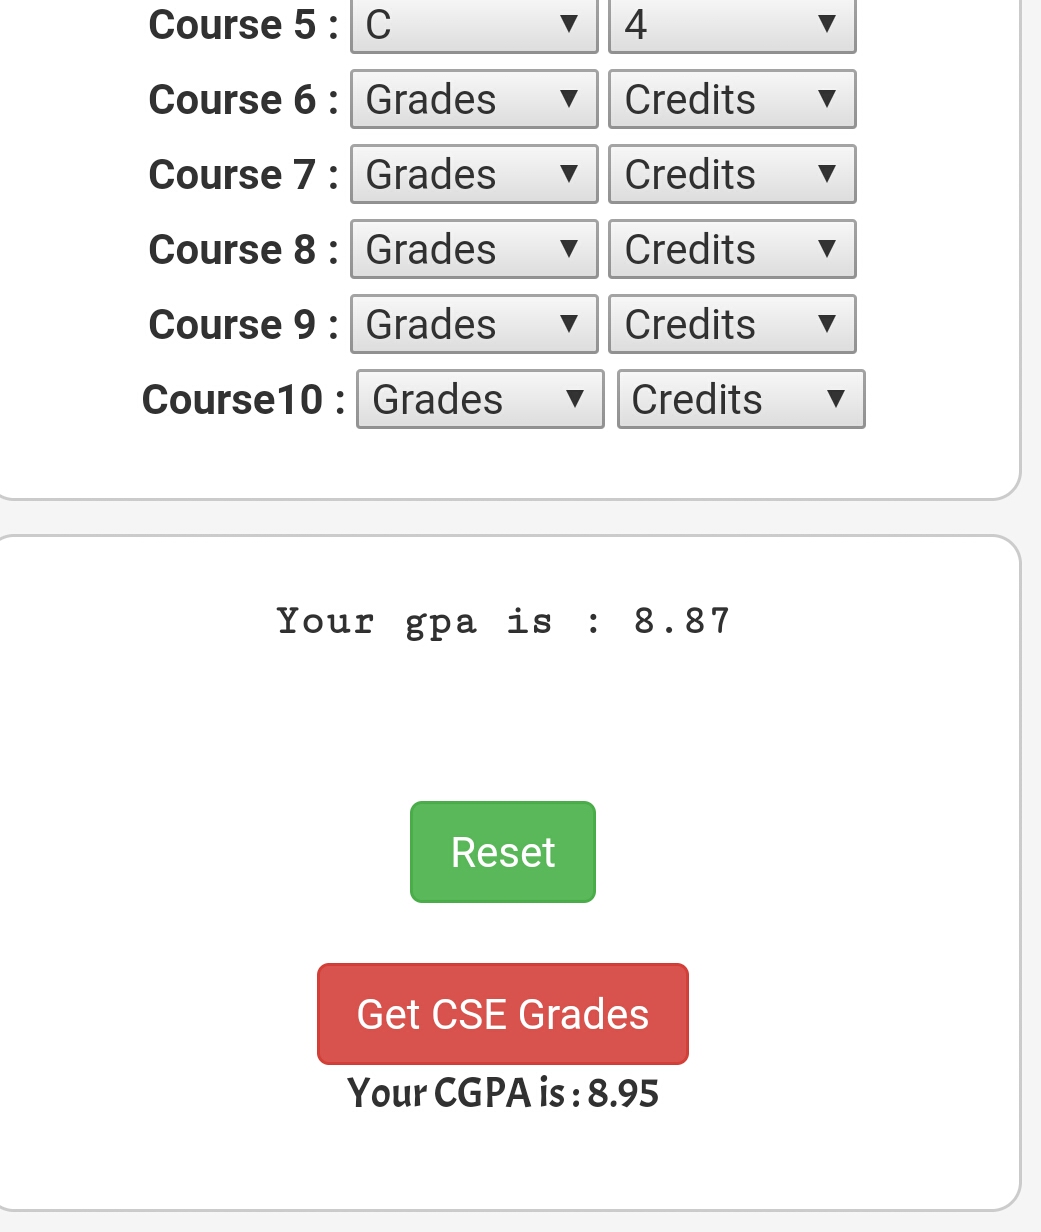 Course 5 : C 4
Course 6 : Grades Credits
Course 7 : Grades Credits
Course 8 : Grades Credits
Course 9 : Grades Credits
Course10 : Grades Credits
Your gpa is : 8.87
Reset
Get CSE Grades
Your CGPA is : 8.95